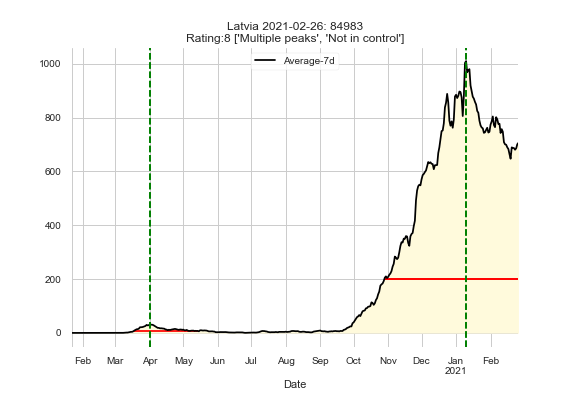 Latvia 2021-02-26: 84983
Rating:8 ['Multiple peaks', 'Not in control']
Average-7d
1000
800
600
400
200
0
Feb Mar Apr May Jun Jul Aug Sep Oct Nov Dec Jan Feb
2021
Date